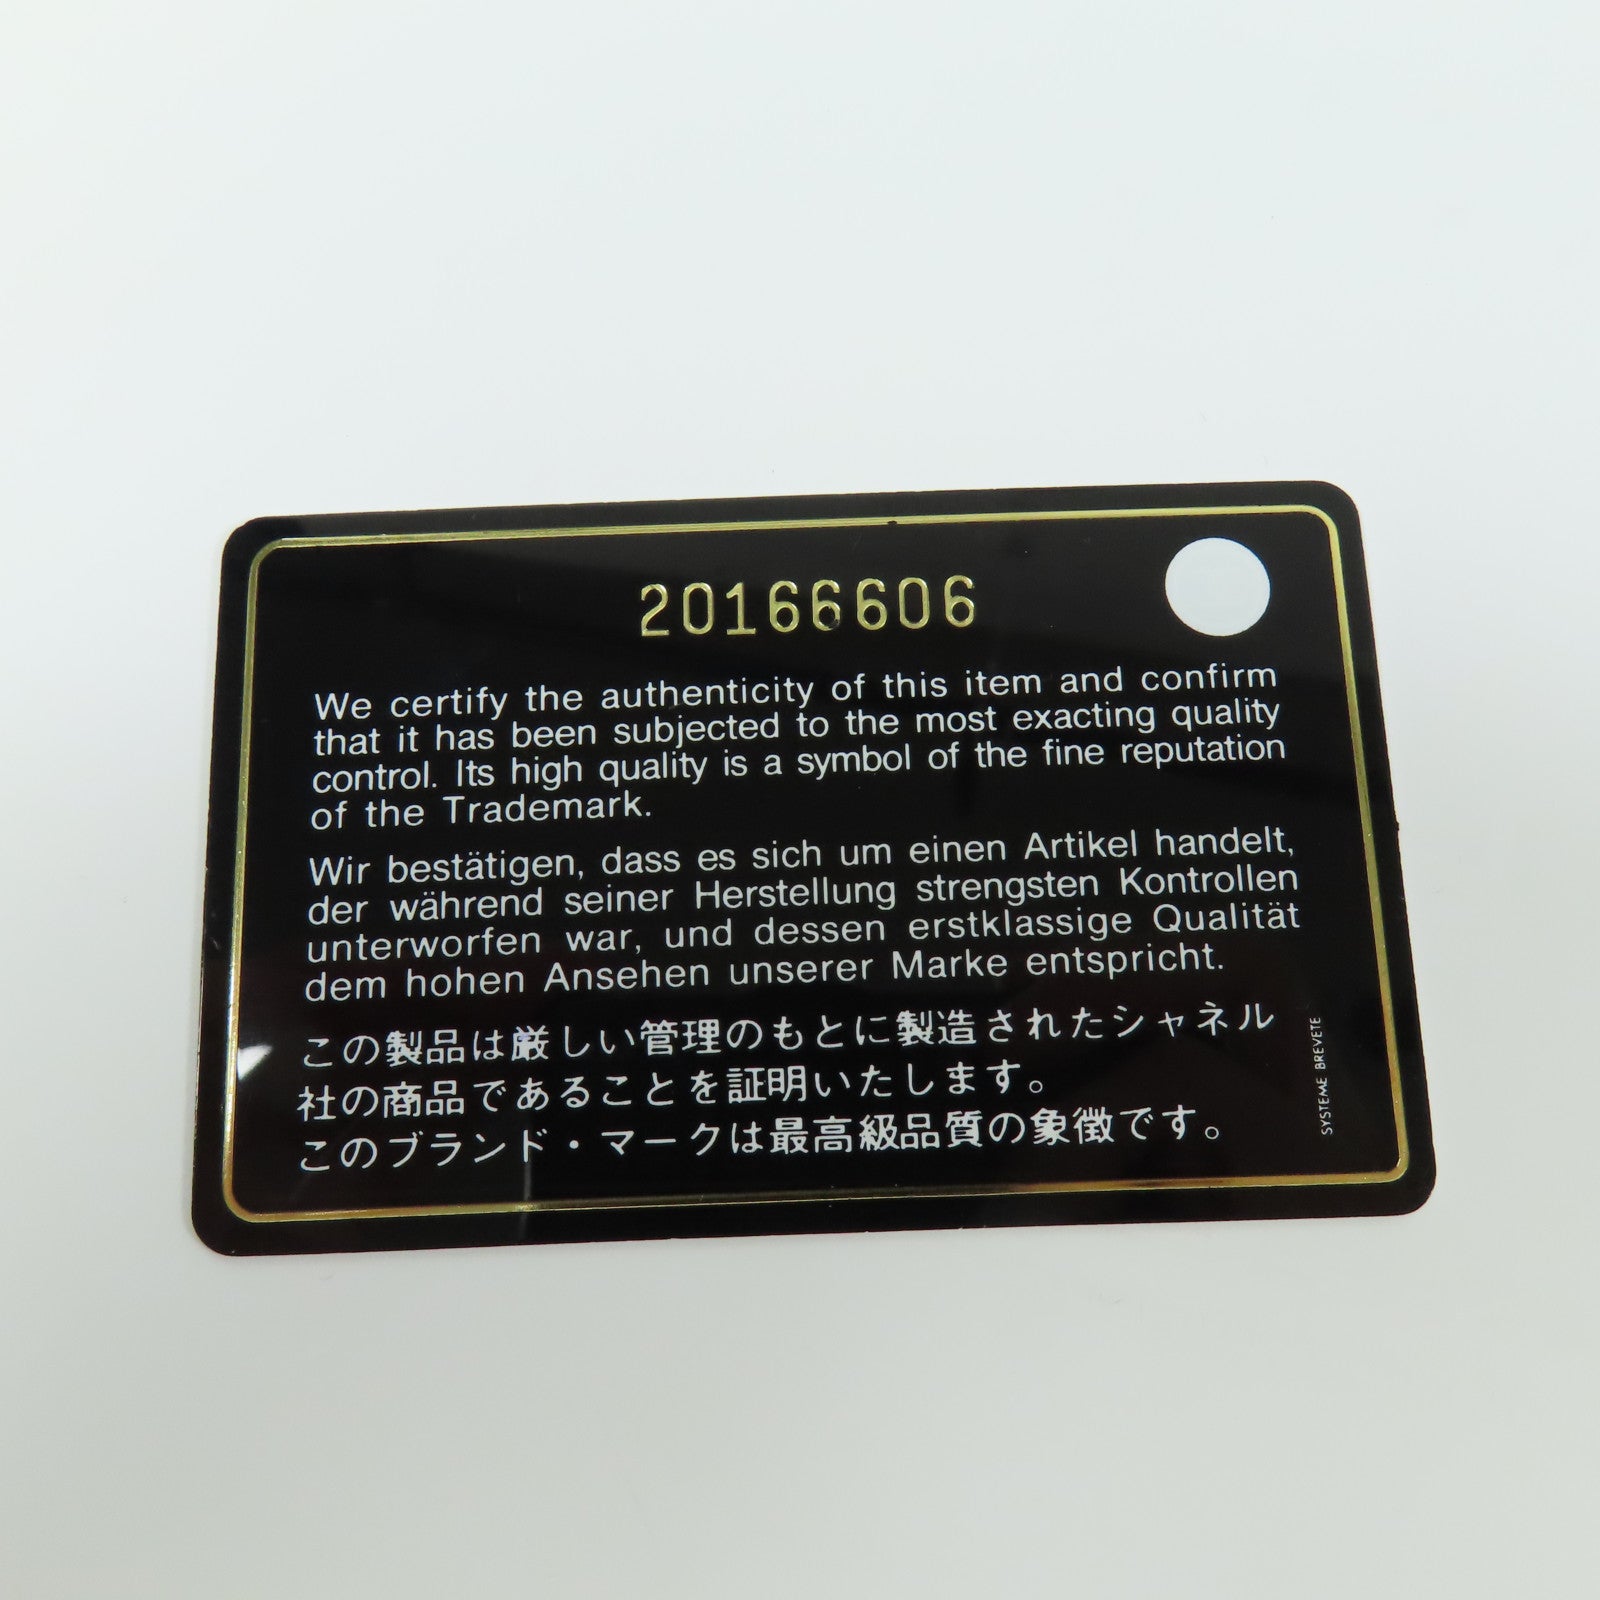 20166606
We certify the authenticity of this item and confirm
that it has been subjected to the most exacting quality
control. Its high quality is a symbol of the fine reputation
of the Trademark.
Wir bestätigen, dass es sich um einen Artikel handelt,
der während seiner Herstellung strengsten Kontrollen
unterworfen war, und dessen erstklassige Qualität
dem hohen Ansehen unserer Marke entspricht.
この製品は厳しい管理のもとに製造されたシャネル
社の商品であることを証明いたします。
このブランド・マークは最高級品質の象徴です。
SYSTEME BREVETE